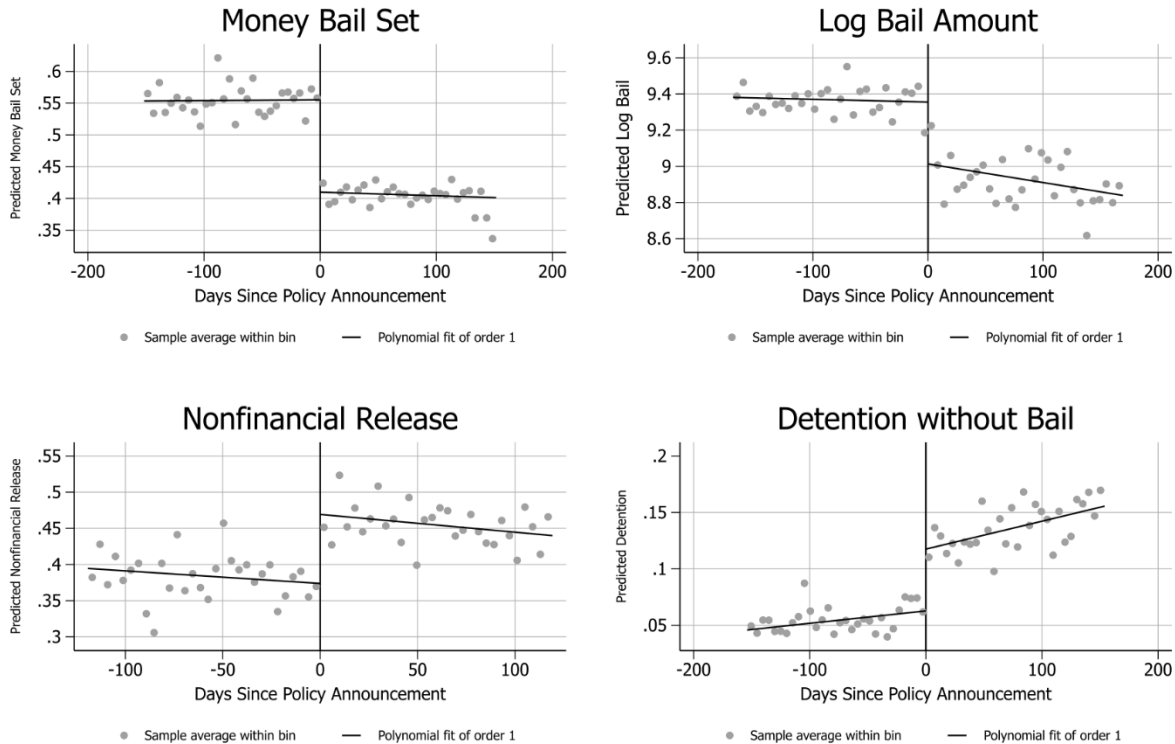 Money Bail Set
Predicted Money Bail Set
.6
.55
.5
.45
.4
.35
-200
-100
0
100
200
Days Since Policy Announcement
Sample average within bin
Polynomial fit of order 1
Log Bail Amount
Predicted Log Bail
9.6
9.4
9.2
9
8.8
8.6
-200
-100
0
100
200
Days Since Policy Announcement
Sample average within bin
Polynomial fit of order 1
Nonfinancial Release
Predicted Nonfinancial Release
.55
.5
.45
.4
.35
.3
-100
-50
0
50
100
Days Since Policy Announcement
Sample average within bin
Polynomial fit of order 1
Detention without Bail
Predicted Detention
.2
.15
.1
.05
-200
-100
0
100
200
Days Since Policy Announcement
Sample average within bin
Polynomial fit of order 1